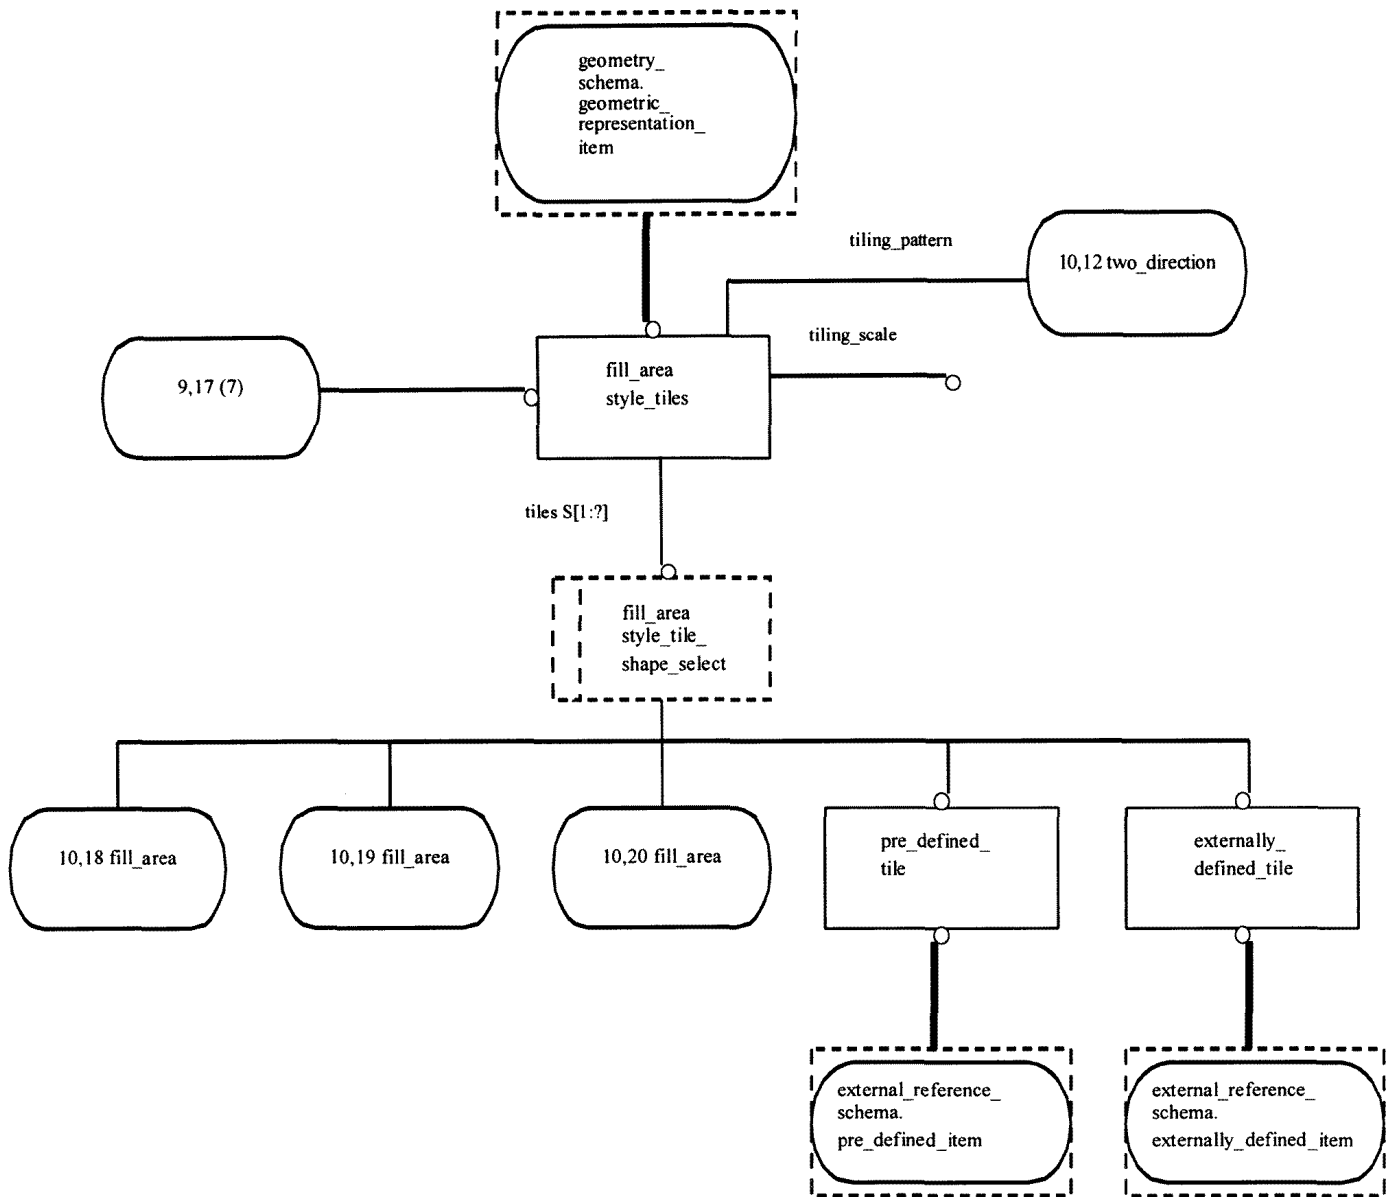 geometry_
schema.
geometric_
representation_
item
tiling_pattern
10,12 two_direction
tiling_scale
9,17 (7)
fill_area
style_tiles
tiles S[1:?]
fill_area
style_tile_
shape_select
10,18 fill_area
10,19 fill_area
10,20 fill_area
pre_defined_
tile
externally_
defined_tile
external_reference_
schema.
pre_defined_item
external_reference_
schema.
externally_defined_item